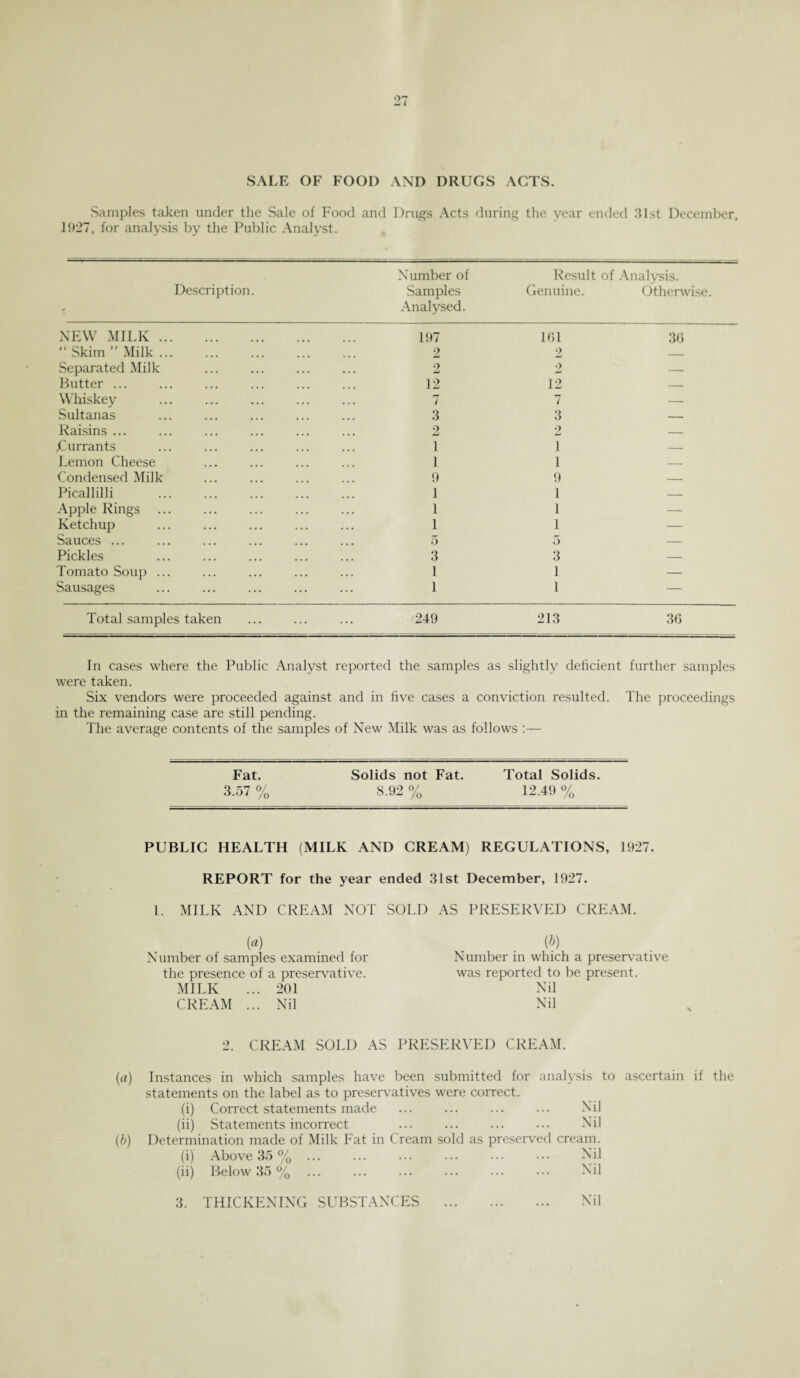 27
SALE OF FOOD AND DRUGS ACTS.
Samples taken under the Sale of Food and Drugs Acts during the year ended 31st December,
1927, for analysis by the Public Analyst.
Number of Result of Analysis.
Description. Samples Genuine. Otherwise.
Analysed.
NEW MILK ... ... ... ... ... 197 161 36
“ Skim ” Milk ... ... ... ... ... 2 2 —
Separated Milk ... ... ... ... 2 2 —
Butter ... ... ... ... ... ... 12 12 —
Whiskey ... ... ... ... ... 7 7 —
Sultanas ... ... ... ... ... 3 3 —
Raisins ... ... ... ... ... ... 2 2 —
Currants ... ... ... ... ... 1 1 —
Lemon Cheese ... ... ... ... 1 1 —
Condensed Milk ... ... ... ... 9 9 —
Picallilli ... ... ... ... ... 1 1 —
Apple Rings ... ... ... ... ... 1 1 —
Ketchup ... ... ... ... ... 1 1 —
Sauces ... ... ... ... ... ... 5 5 —
Pickles ... ... ... ... ... 3 3 —
Tomato Soup ... ... ... ... ... 1 1 —
Sausages ... ... ... ... ... 1 1 —
Total samples taken ... ... ... 249 213 36
In cases where the Public Analyst reported the samples as slightly deficient further samples
were taken.
Six vendors were proceeded against and in five cases a conviction resulted. The proceedings
in the remaining case are still pending.
The average contents of the samples of New Milk was as follows :—
Fat. Solids not Fat. Total Solids.
3.57 % 8.92 % 12.49 %
PUBLIC HEALTH (MILK AND CREAM) REGULATIONS, 1927.
REPORT for the year ended 31st December, 1927.
1. MILK AND CREAM NOT SOLD AS PRESERVED CREAM.
(a) (b)
Number of samples examined for Number in which a preservative
the presence of a preservative. was reported to be present.
MILK ... 201 Nil
CREAM ... Nil Nil
2. CREAM SOLD AS PRESERVED CREAM.
(a) Instances in which samples have been submitted for analysis to ascertain if the
statements on the label as to preservatives were correct.
(i) Correct statements made ... ... ... ... Nil
(ii) Statements incorrect ... ... ... ... Nil
(b) Determination made of Milk Fat in Cream sold as preserved cream.
(i) Above 35 % ... ... ... ... ... ... Nil
(ii) Below 35 % ... ... ... ... ... ... Nil
3. THICKENING SUBSTANCES ... ... ... Nil